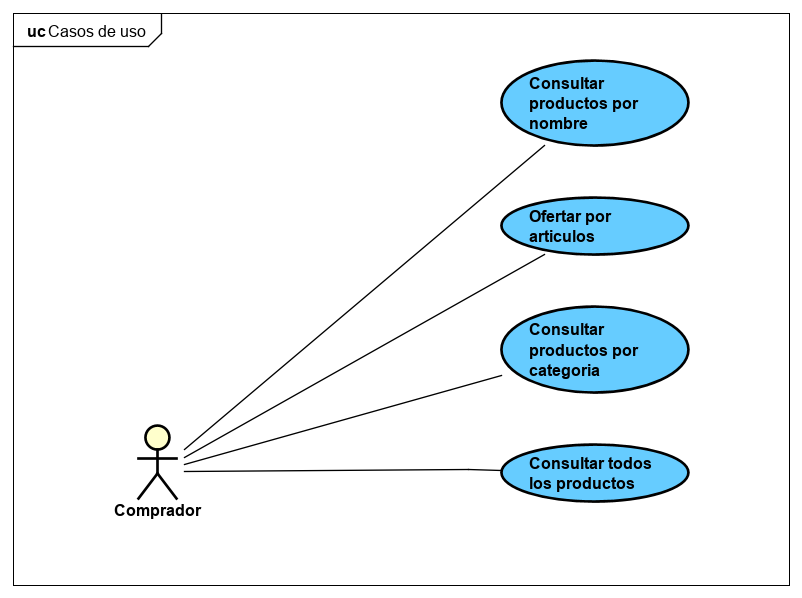 uc Casos de uso
Consultar
productos por
nombre
Ofertar por
articulos
Consultar
productos por
categoria
Consultar todos
los productos
Comprador